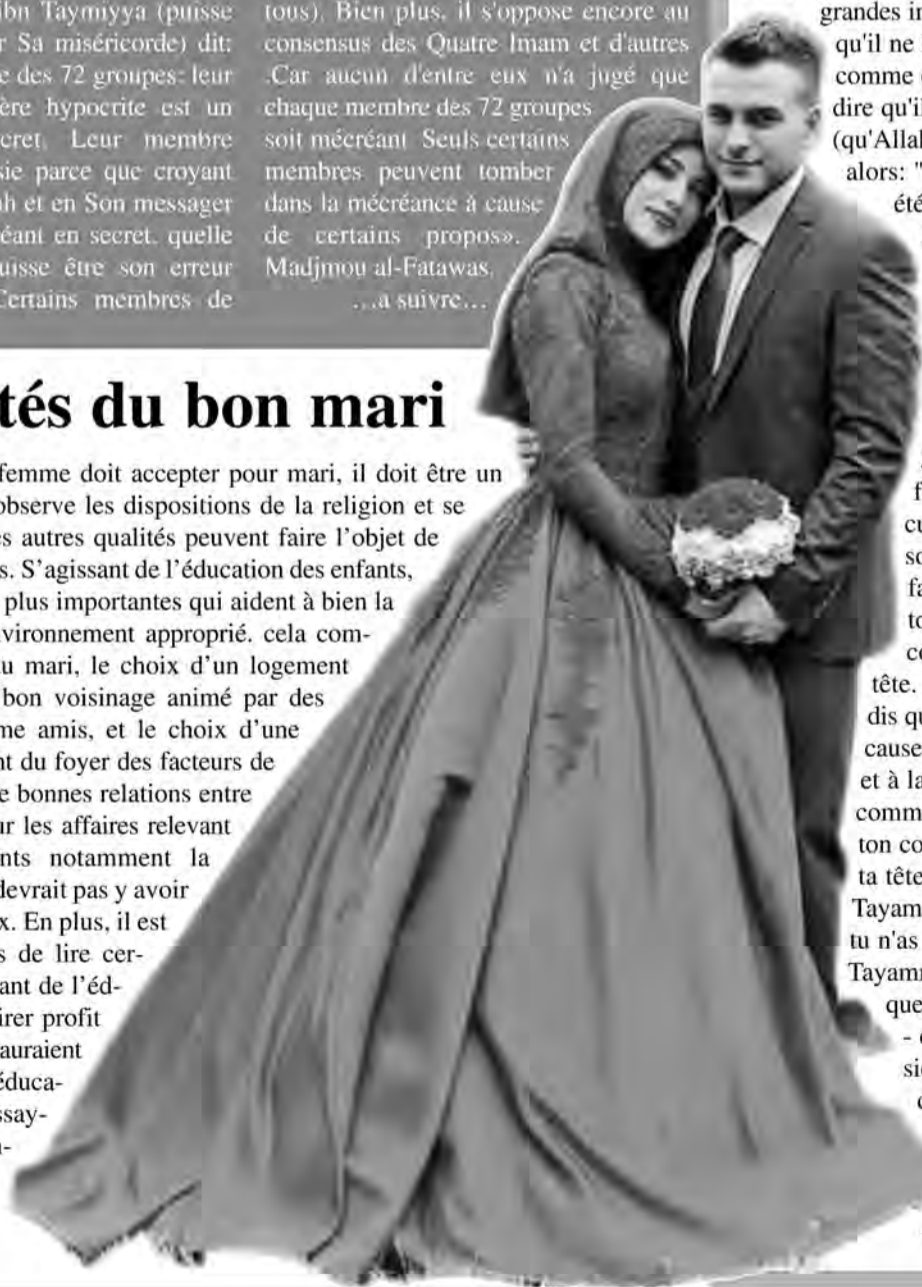 ibn Taymiyya (puisse
r Sa miséricorde) dit:
e des 72 groupes: leur
ère hypocrite est un
cret. Leur membre
sie parce que croyant
ah et en Son messager
éant en secret. quelle
uisse être son erreur
Certains membres de
tous). Bien plus, il s'oppose encore au
consensus des Quatre Imam et d'autres
.Car aucun d'entre eux n'a jugé que
chaque membre des 72 groupes
soit mécréant Seuls certains
membres peuvent tomber
dans la mécréance à cause
de certains propos».
Madjmou al-Fatawas.
…a suivre…
tés du bon mari
femme doit accepter pour mari, il doit être un
observe les dispositions de la religion et se
es autres qualités peuvent faire l'objet de
s. S'agissant de l'éducation des enfants,
plus importantes qui aident à bien la
vironnement approprié. cela com-
u mari, le choix d'un logement
bon voisinage animé par des
me amis, et le choix d'une
nt du foyer des facteurs de
e bonnes relations entre
ur les affaires relevant
nts notamment la
devrait pas y avoir
x. En plus, il est
s de lire cer-
ant de l'éd-
irer profit
auraient
éduca-
ssay-
grandes in
qu'il ne
comme
dire qu'i
(qu'Allal
alors: "
été
f
cu
so
fa
to
co
tête.
dis qu
cause
et à la
comm
ton co
ta tête
Tayam
tu n'as
Tayam
que
- 
si